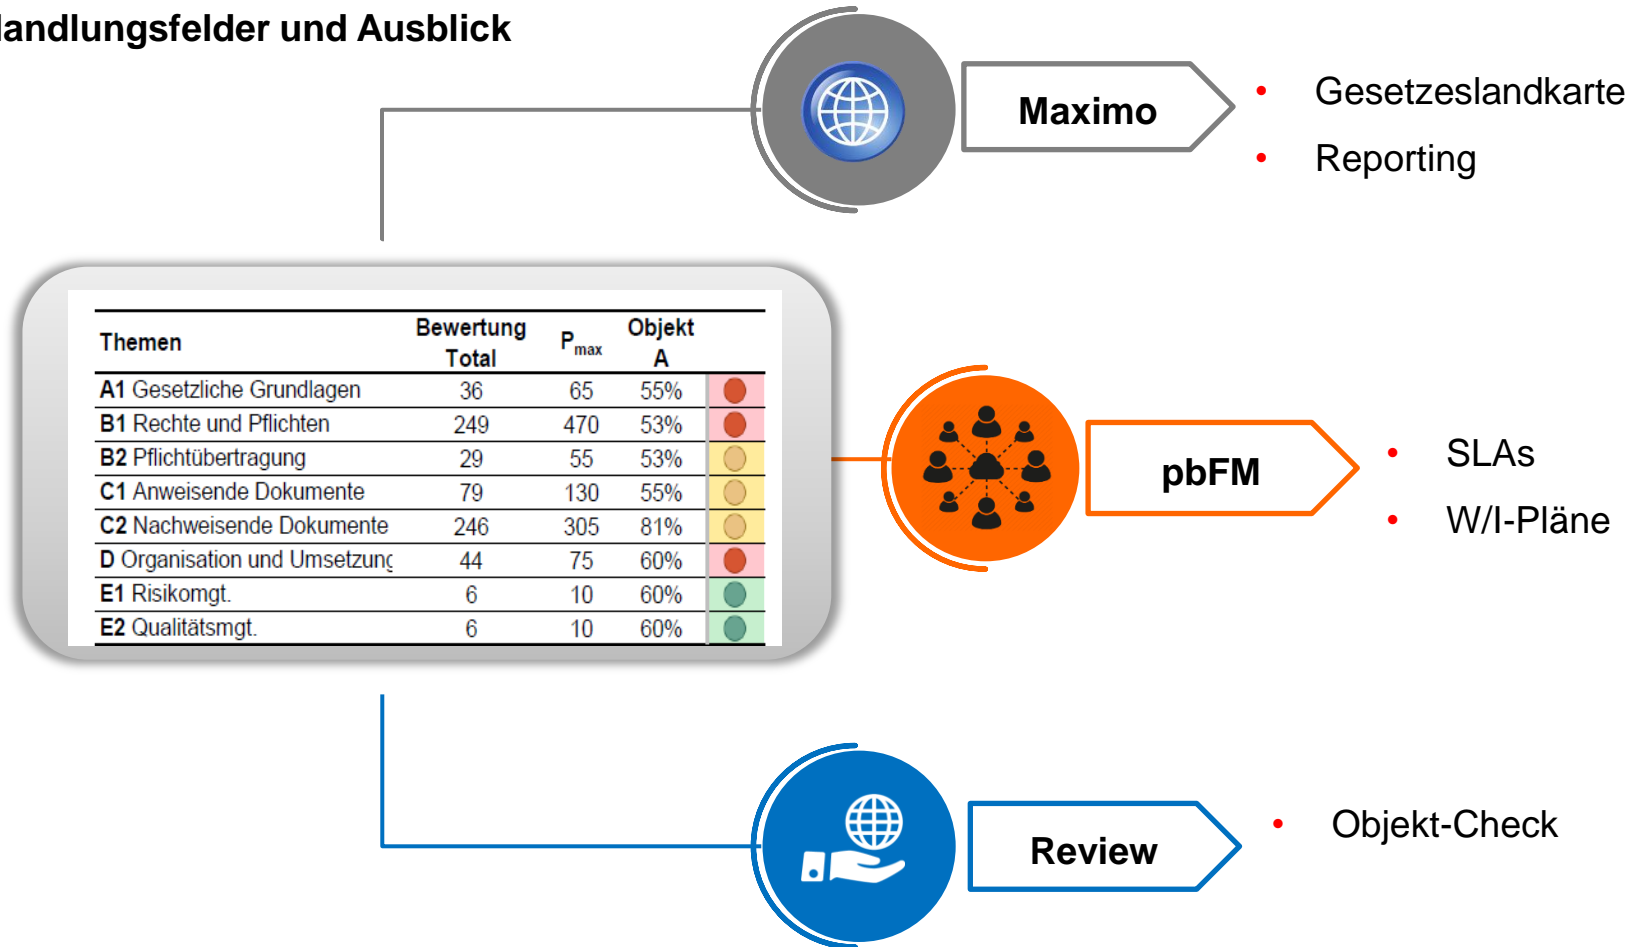 Handlungsfelder und Ausblick
Maximo
• Gesetzeslandkarte
• Reporting
Themen Bewertung Total Pmax Objekt A
A1 Gesetzliche Grundlagen 36 65 55%
B1 Rechte und Pflichten 249 470 53%
B2 Pflichtübertragung 29 55 53%
C1 Anweisende Dokumente 79 130 55%
C2 Nachweisende Dokumente 246 305 81%
D Organisation und Umsetzung 44 75 60%
E1 Risikomgt. 6 10 60%
E2 Qualitätsmgt. 6 10 60%
pbFM
• SLAs
• W/I-Pläne
Review
• Objekt-Check